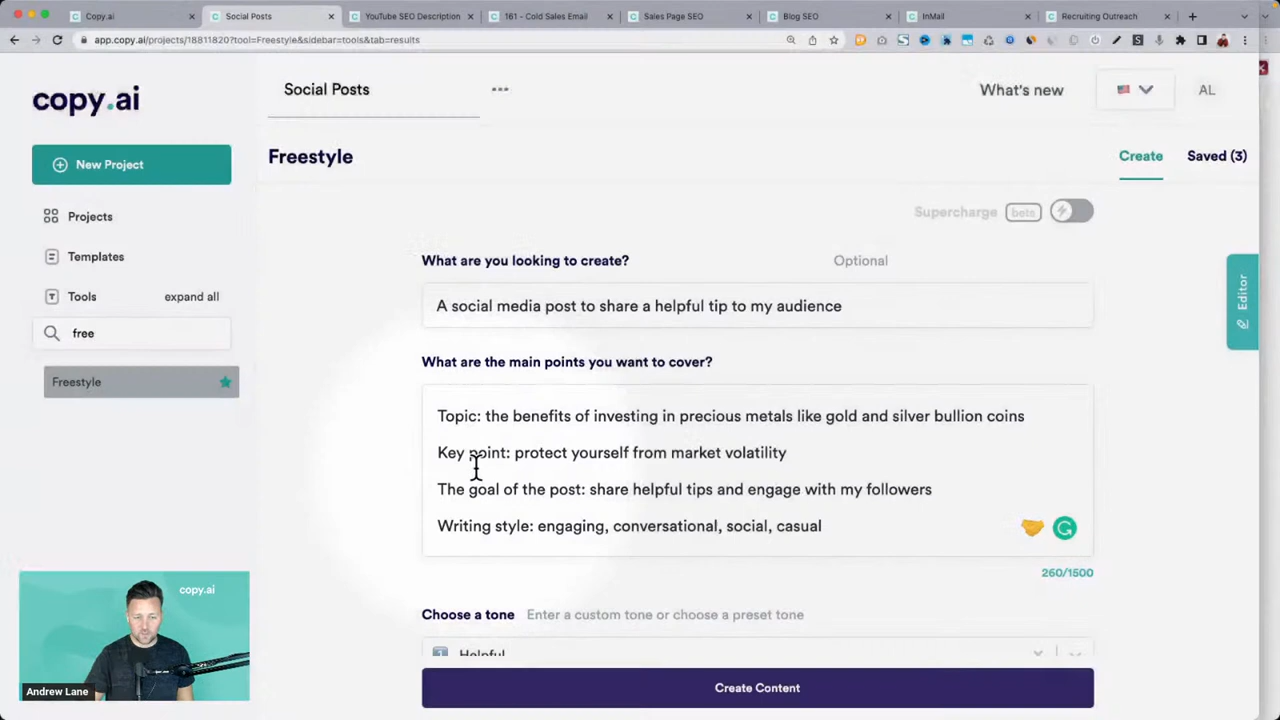 Copy.ai
Social Posts
YouTube SEO Description
161 - Cold Sales Email
Sales Page SEO
Blog SEO
InMail
Recruiting Outreach
app.copy.ai/projects/18811820?tool=Freestyle&sidebar=tools&tab=results
copy.ai
Social Posts
What's new
AL
New Project
Freestyle
Create
Saved (3)
Projects
Supercharge beta
Templates
What are you looking to create?
Optional
Tools
expand all
A social media post to share a helpful tip to my audience
Editor
free
What are the main points you want to cover?
Freestyle
Topic: the benefits of investing in precious metals like gold and silver bullion coins
Key point: protect yourself from market volatility
The goal of the post: share helpful tips and engage with my followers
Writing style: engaging, conversational, social, casual
260/1500
copy.ai
Choose a tone
Enter a custom tone or choose a preset tone
Helpful
Create Content
Andrew Lane